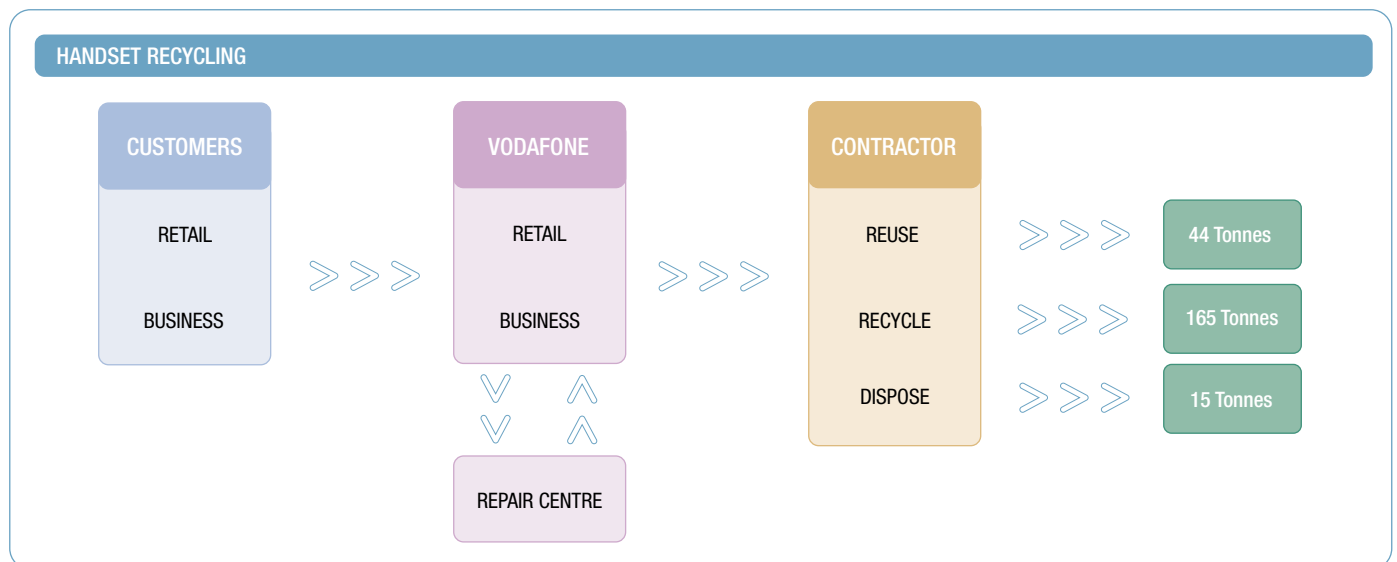 HANDSET RECYCLING
CUSTOMERS
RETAIL
BUSINESS
VODAFONE
RETAIL
BUSINESS
REPAIR CENTRE
CONTRACTOR
REUSE
44 Tonnes
RECYCLE
165 Tonnes
DISPOSE
15 Tonnes